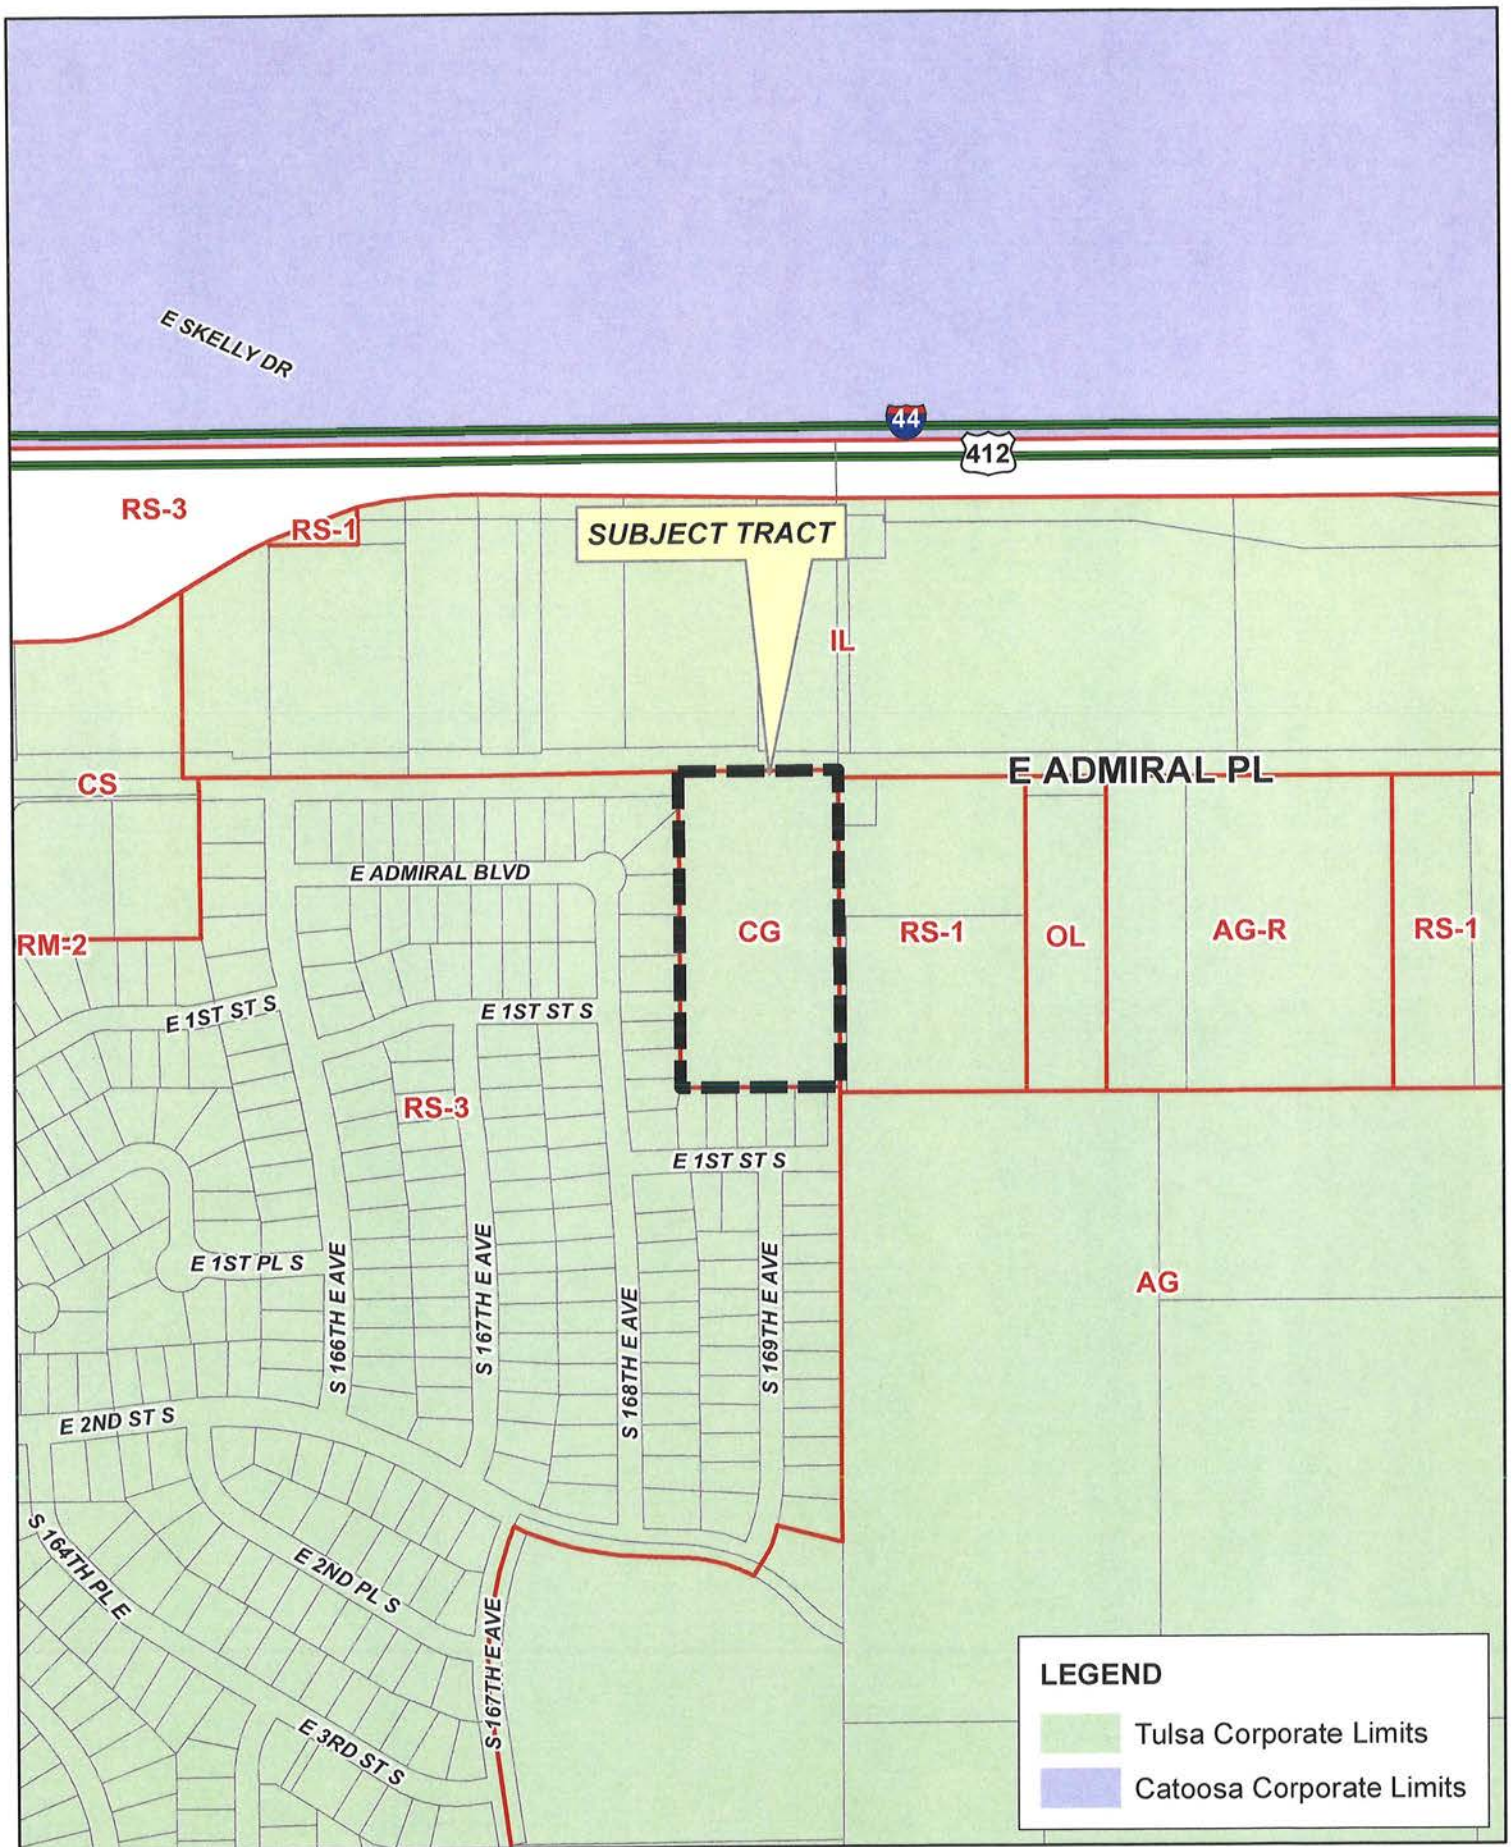 E SKELLY DR
44
412
RS-3
RS-1
SUBJECT TRACT
IL
E ADMIRAL PL
CS
E ADMIRAL BLVD
CG
RS-1
OL
AG-R
RS-1
RM-2
E 1ST ST S
E 1ST ST S
RS-3
E 1ST ST S
E 1ST PL S
S 166TH E AVE
S 167TH E AVE
S 168TH E AVE
S 169TH E AVE
AG
E 2ND ST S
S 164TH PL E
E 2ND PL S
S 167TH E AVE
E 3RD ST S
LEGEND
Tulsa Corporate Limits
Catoosa Corporate Limits